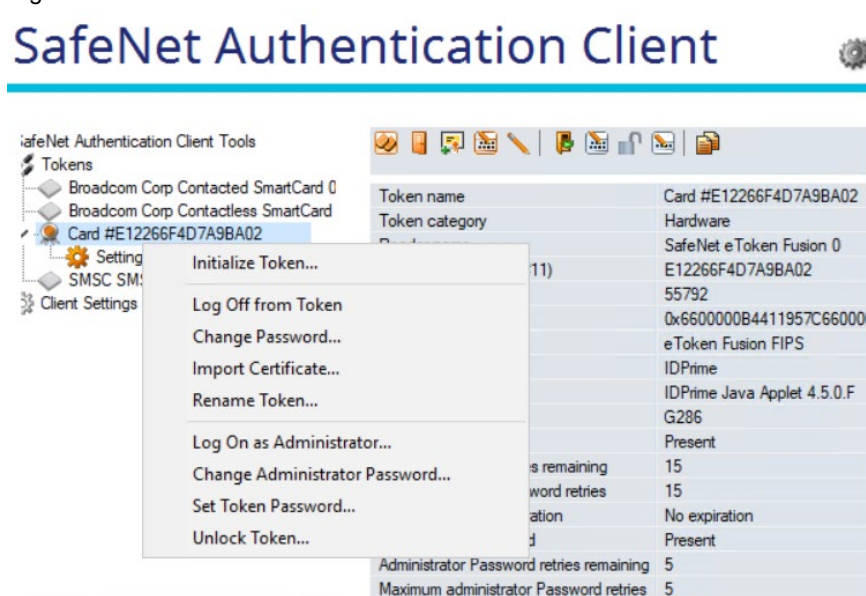 SafeNet Authentication Client
SafeNet Authentication Client Tools
Tokens
Broadcom Corp Contacted SmartCard 0
Broadcom Corp Contactless SmartCard
Card #E12266F4D7A9BA02
Setting
SMSC SM
Client Settings
Initialize Token...
Log Off from Token
Change Password...
Import Certificate...
Rename Token...
Log On as Administrator...
Change Administrator Password...
Set Token Password...
Unlock Token...
Token name Card #E12266F4D7A9BA02
Token category Hardware
SafeNet eToken Fusion 0
11) E12266F4D7A9BA02
55792
0x6600000B4411957C66000
eToken Fusion FIPS
IDPrime
IDPrime Java Applet 4.5.0.F
G286
Present
s remaining 15
word retries 15
ation No expiration
d Present
Administrator Password retries remaining 5
Maximum administrator Password retries 5